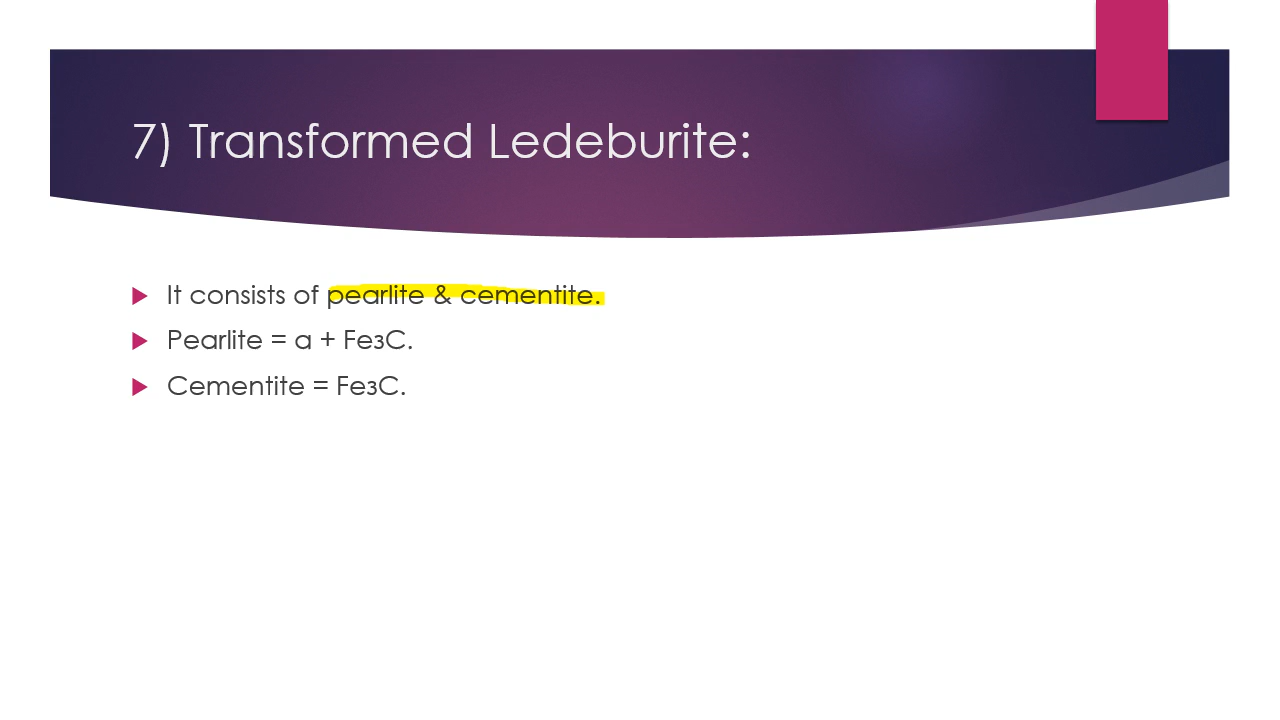 7) Transformed Ledeburite:
It consists of pearlite & cementite.
Pearlite = a + Fe3C.
Cementite = Fe3C.